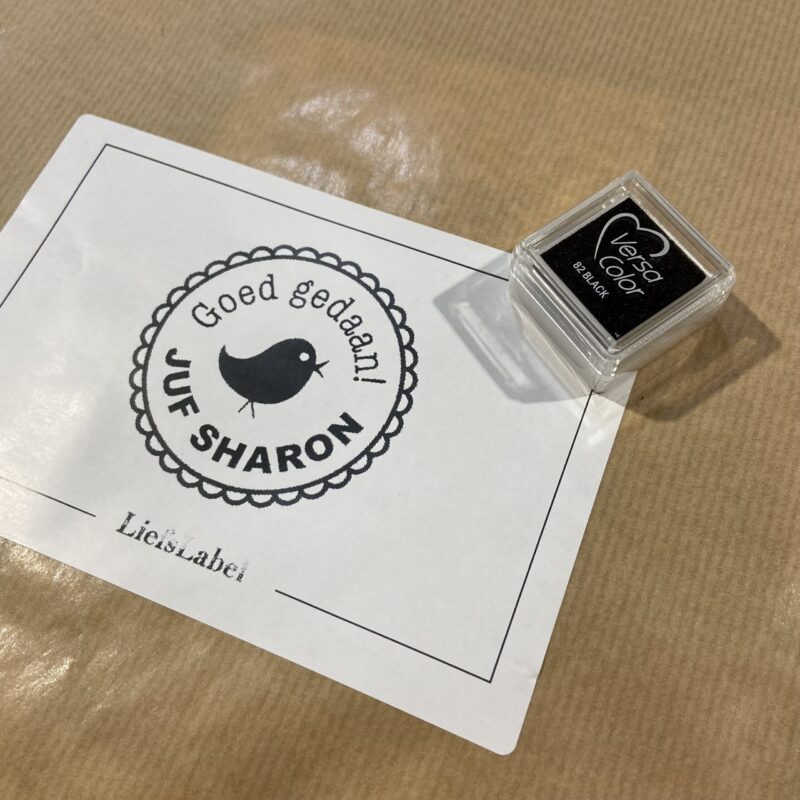 Goed gedaan!
JUF SHARON
LiefsLabel
Versa
Color
82 BLACK